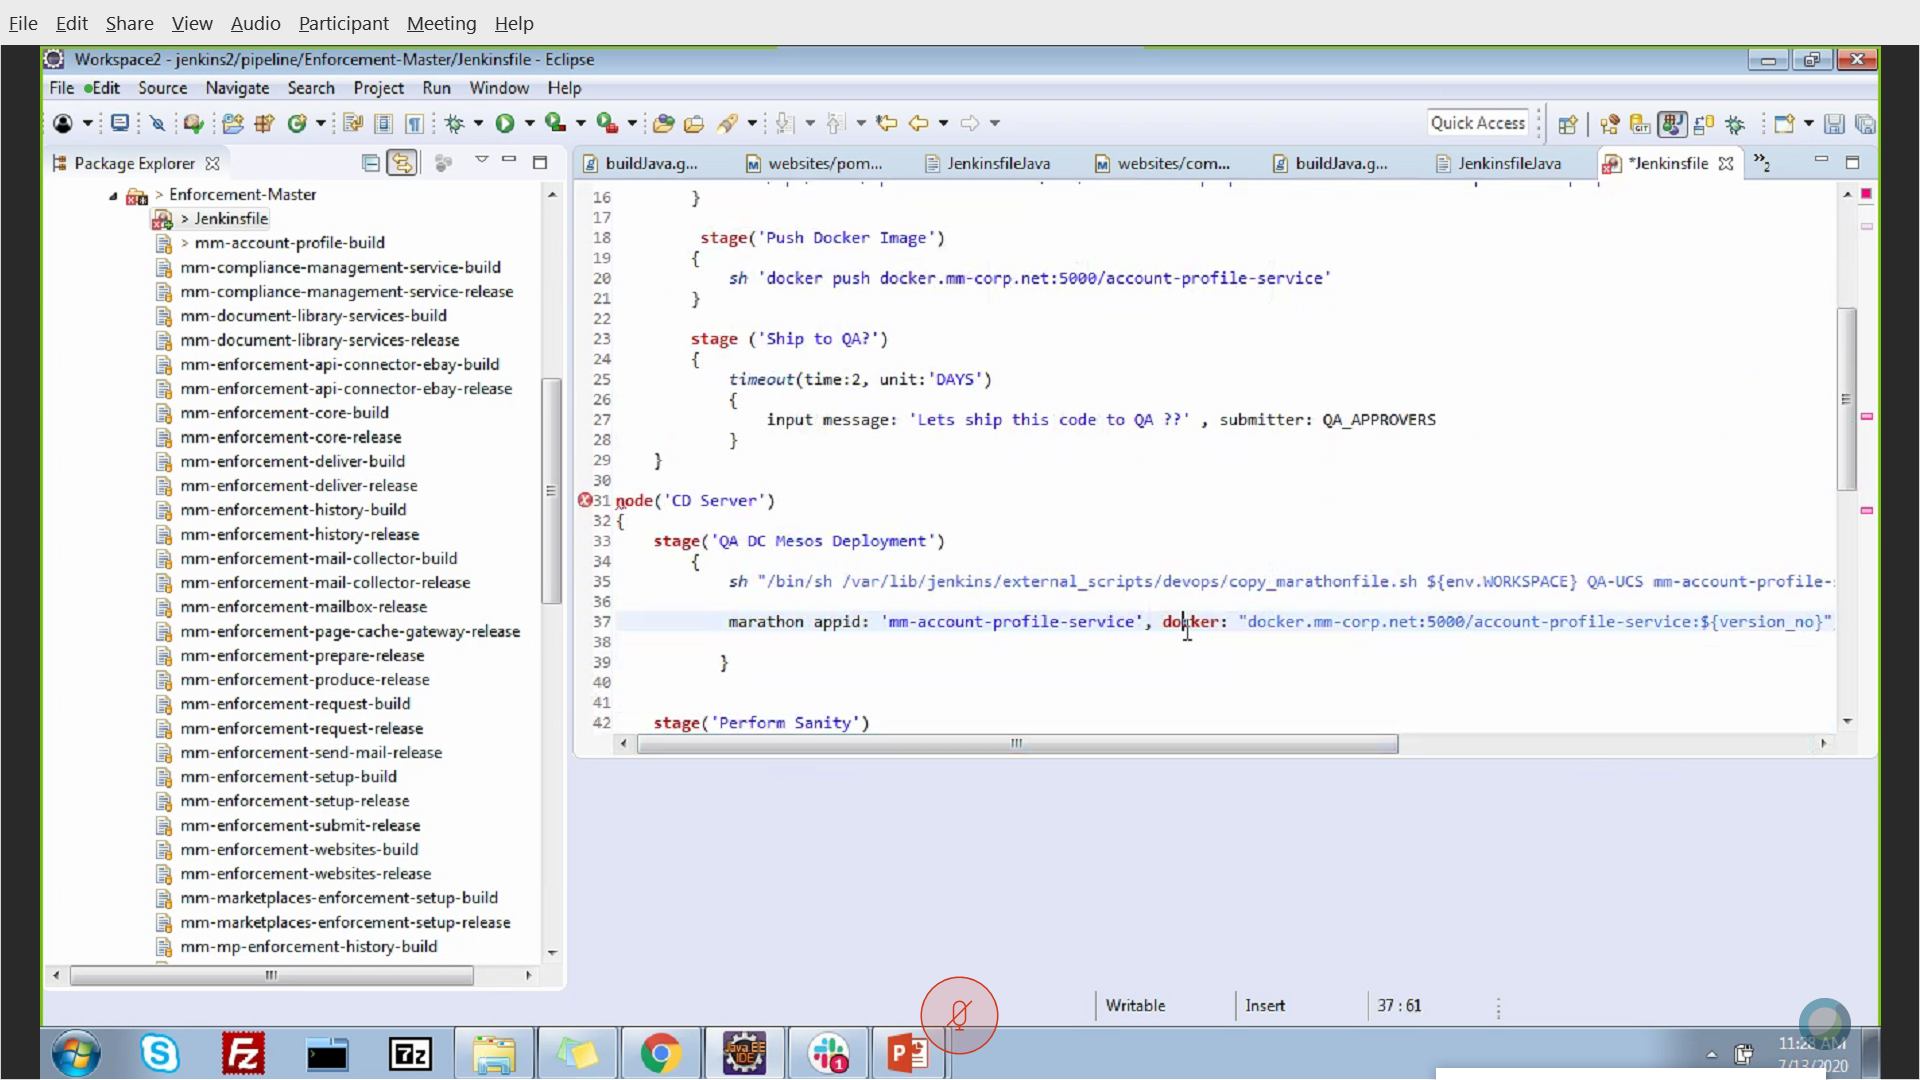 File Edit Share View Audio Participant Meeting Help
Workspace2 - jenkins2/pipeline/Enforcement-Master/Jenkinsfile - Eclipse
File Edit Source Navigate Search Project Run Window Help
Quick Access
Package Explorer
buildJava.g... websites/pom... JenkinsfileJava websites/com... buildJava.g... JenkinsfileJava *Jenkinsfile »2
> Enforcement-Master
> Jenkinsfile
> mm-account-profile-build
mm-compliance-management-service-build
mm-compliance-management-service-release
mm-document-library-services-build
mm-document-library-services-release
mm-enforcement-api-connector-ebay-build
mm-enforcement-api-connector-ebay-release
mm-enforcement-core-build
mm-enforcement-core-release
mm-enforcement-deliver-build
mm-enforcement-deliver-release
mm-enforcement-history-build
mm-enforcement-history-release
mm-enforcement-mail-collector-build
mm-enforcement-mail-collector-release
mm-enforcement-mailbox-release
mm-enforcement-page-cache-gateway-release
mm-enforcement-prepare-release
mm-enforcement-produce-release
mm-enforcement-request-build
mm-enforcement-request-release
mm-enforcement-send-mail-release
mm-enforcement-setup-build
mm-enforcement-setup-release
mm-enforcement-submit-release
mm-enforcement-websites-build
mm-enforcement-websites-release
mm-marketplaces-enforcement-setup-build
mm-marketplaces-enforcement-setup-release
mm-mp-enforcement-history-build
16 }
17
18 stage('Push Docker Image')
19 {
20 sh 'docker push docker.mm-corp.net:5000/account-profile-service'
21 }
22
23 stage ('Ship to QA?')
24 {
25 timeout(time:2, unit:'DAYS')
26 {
27 input message: 'Lets ship this code to QA ??' , submitter: QA_APPROVERS
28 }
29 }
30
31 node('CD Server')
32 {
33 stage('QA DC Mesos Deployment')
34 {
35 sh "/bin/sh /var/lib/jenkins/external_scripts/devops/copy_marathonfile.sh ${env.WORKSPACE} QA-UCS mm-account-profile-
36
37 marathon appid: 'mm-account-profile-service', docker: "docker.mm-corp.net:5000/account-profile-service:${version_no}"
38
39 }
40
41
42 stage('Perform Sanity')
Writable Insert 37 : 61
Java EE IDE
7z
1
11:28 AM
7/13/2020